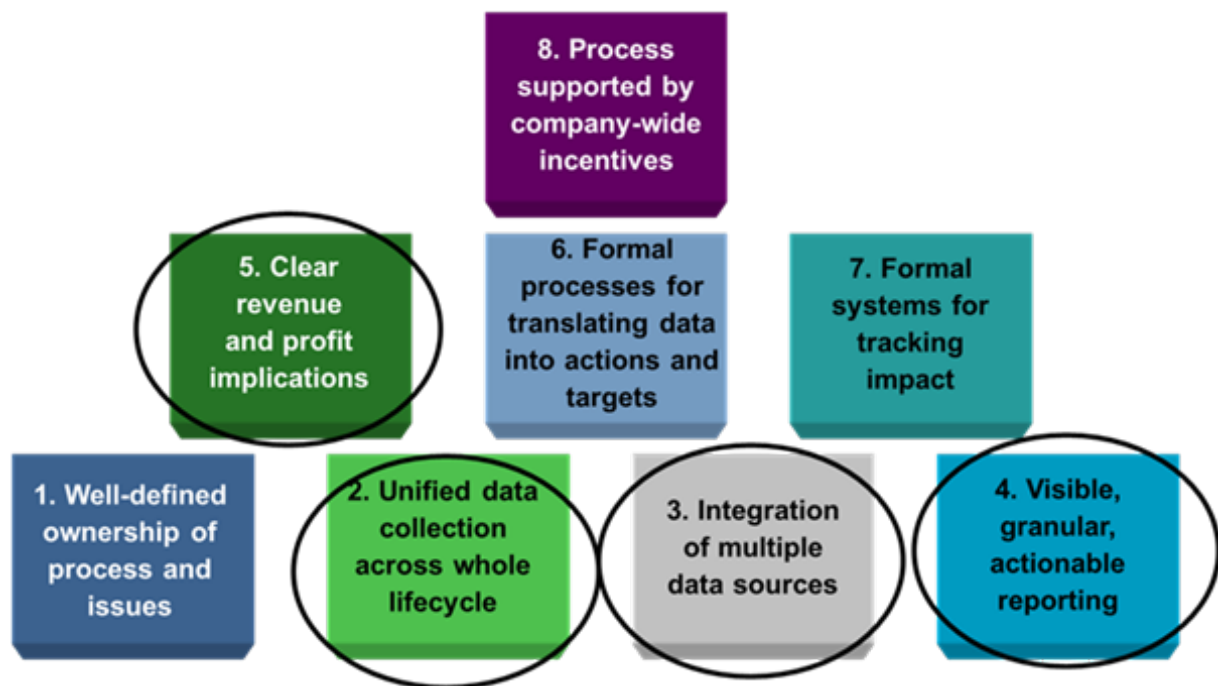 8. Process
supported by
company-wide
incentives
5. Clear
revenue
and profit
implications
6. Formal
processes for
translating data
into actions and
targets
7. Formal
systems for
tracking
impact
1. Well-defined
ownership of
process and
issues
2. Unified data
collection
across whole
lifecycle
3. Integration
of multiple
data sources
4. Visible,
granular,
actionable
reporting